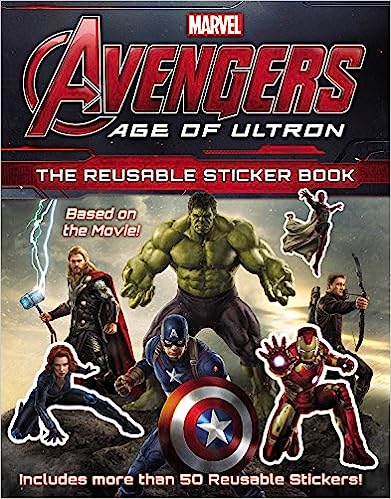 MARVEL
AVENGERS
AGE OF ULTRON
THE REUSABLE STICKER BOOK
Based on
the Movie!
Includes more than 50 Reusable Stickers!